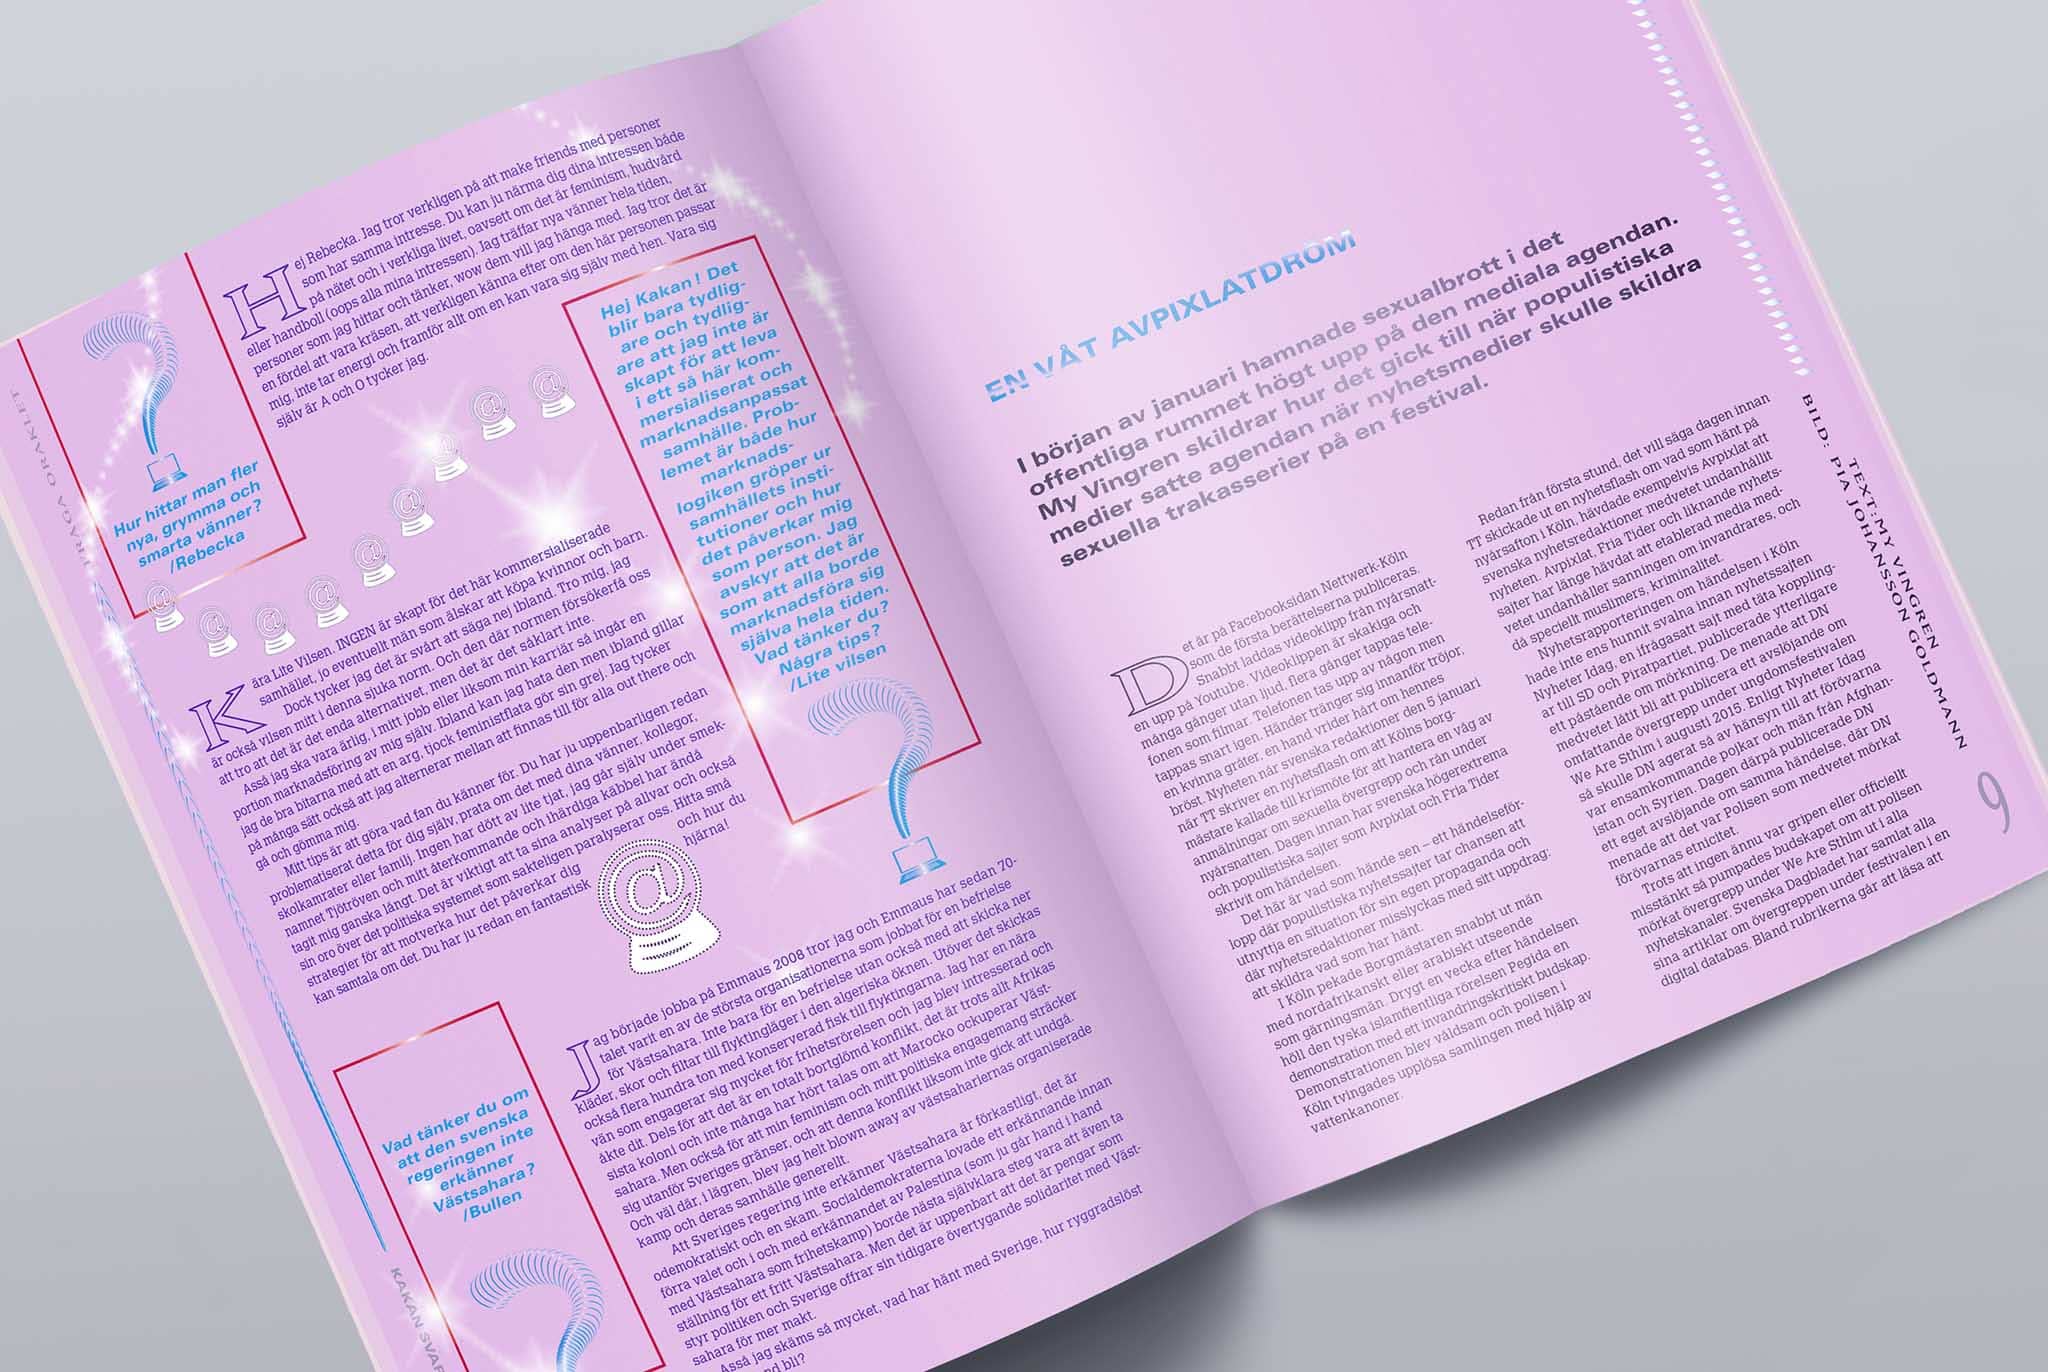 FRÅGA ORAKLET
Hur hittar man fler
nya, grymma och
smarta vänner?
/Rebecka
Hej Rebecka. Jag tror verkligen på att make friends med personer
som har samma intresse. Du kan ju närma dig dina intressen både
på nätet och i verkliga livet, oavsett om det är feminism, hudvård
eller handboll (oops alla mina intressen). Jag träffar nya vänner hela tiden,
personer som jag hittar och tänker, wow dem vill jag hänga med. Jag tror det är
en fördel att vara kräsen, att verkligen känna efter om den här personen passar
mig, inte tar energi och framför allt om en kan vara sig själv med hen. Vara sig
själv är A och O tycker jag.
Hej Kakan! Det
blir bara tydlig-
are och tydlig-
are att jag inte är
skapt för att leva
i ett så här kom-
mersialiserat och
marknadsanpassat
samhälle. Prob-
lemet är både hur
marknads-
logiken gröper ur
samhällets insti-
tutioner och hur
det påverkar mig
som person. Jag
avskyr att det är
som att alla borde
marknadsföra sig
själva hela tiden.
Vad tänker du?
Några tips?
/Lite vilsen
Kära Lite Vilsen. INGEN är skapt för det här kommersialiserade
samhället, jo eventuellt män som älskar att köpa kvinnor och barn.
Dock tycker jag det är svårt att säga nej ibland. Tro mig, jag
är också vilsen mitt i denna sjuka norm. Och den där normen försökerfå oss
att tro att det är det enda alternativet, men det är det såklart inte.
Asså jag ska vara ärlig, i mitt jobb eller liksom min karriär så ingår en
portion marknadsföring av mig själv. Ibland kan jag hata den men ibland gillar
jag de bra bitarna med att en arg, tjock feministflata gör sin grej. Jag tycker
på många sätt också att jag alternerar mellan att finnas till för alla out there och
gå och gömma mig.
Mitt tips är att göra vad fan du känner för. Du har ju uppenbarligen redan
problematiserat detta för dig själv, prata om det med dina vänner, kollegor,
skolkamrater eller familj. Ingen har dött av lite tjat, jag går själv under smek-
namnet Tjötröven och mitt återkommande och ihärdiga käbbel har ändå
tagit mig ganska långt. Det är viktigt att ta sina analyser på allvar och också
sin oro över det politiska systemet som sakteligen paralyserar oss. Hitta små
strategier för att motverka hur det påverkar dig och hur du
kan samtala om det. Du har ju redan en fantastisk hjärna!
Vad tänker du om
att den svenska
regeringen inte
erkänner
Västsahara?
/Bullen
Jag började jobba på Emmaus 2008 tror jag och Emmaus har sedan 70-
talet varit en av de största organisationerna som jobbat för en befrielse
för Västsahara. Inte bara för en befrielse utan också med att skicka ner
kläder, skor och filtar till flyktingläger i den algeriska öknen. Utöver det skickas
också flera hundra ton med konserverad fisk till flyktingarna. Jag har en nära
vän som engagerar sig mycket för frihetsrörelsen och jag blev intresserad och
åkte dit. Dels för att det är en totalt bortglömd konflikt, det är trots allt Afrikas
sista koloni och inte många har hört talas om att Marocko ockuperar Väst-
sahara. Men också för att min feminism och mitt politiska engagemang sträcker
sig utanför Sveriges gränser, och att denna konflikt liksom inte gick att undgå.
Och väl där, i lägren, blev jag helt blown away av västsahariernas organiserade
kamp och deras samhälle generellt.
Att Sveriges regering inte erkänner Västsahara är förkastligt, det är
odemokratiskt och en skam. Socialdemokraterna lovade ett erkännande innan
förra valet och i och med erkännandet av Palestina (som ju går hand i hand
med Västsahara som frihetskamp) borde nästa självklara steg vara att även ta
ställning för ett fritt Västsahara. Men det är uppenbart att det är pengar som
styr politiken och Sverige offrar sin tidigare övertygande solidaritet med Väst-
sahara för mer makt.
Asså jag skäms så mycket, vad har hänt med Sverige, hur ryggradslöst
bli?
KAKAN SVAR
EN VÅT AVPIXLATDRÖM
I början av januari hamnade sexualbrott i det
offentliga rummet högt upp på den mediala agendan.
My Vingren skildrar hur det gick till när populistiska
medier satte agendan när nyhetsmedier skulle skildra
sexuella trakasserier på en festival.
Det är på Facebooksidan Nettwerk-Köln
som de första berättelserna publiceras.
Snabbt laddas videoklipp från nyårsnatt-
en upp på Youtube. Videoklippen är skakiga och
många gånger utan ljud, flera gånger tappas tele-
fonen som filmar. Telefonen tas upp av någon men
tappas snart igen. Händer tränger sig innanför tröjor,
en kvinna gråter, en hand vrider hårt om hennes
bröst. Nyheten når svenska redaktioner den 5 januari
när TT skriver en nyhetsflash om att Kölns borg-
mästare kallade till krismöte för att hantera en våg av
anmälningar om sexuella övergrepp och rån under
nyårsnatten. Dagen innan har svenska högerextrema
och populistiska sajter som Avpixlat och Fria Tider
skrivit om händelsen.
Det här är vad som hände sen – ett händelseför-
lopp där populistiska nyhetssajter tar chansen att
utnyttja en situation för sin egen propaganda och
där nyhetsredaktioner misslyckas med sitt uppdrag:
att skildra vad som har hänt.
I Köln pekade Borgmästaren snabbt ut män
med nordafrikanskt eller arabiskt utseende
som gärningsmän. Drygt en vecka efter händelsen
höll den tyska islamfientliga rörelsen Pegida en
demonstration med ett invandringskritiskt budskap.
Demonstrationen blev våldsam och polisen i
Köln tvingades upplösa samlingen med hjälp av
vattenkanoner.
Redan från första stund, det vill säga dagen innan
TT skickade ut en nyhetsflash om vad som hänt på
nyårsafton i Köln, hävdade exempelvis Avpixlat att
svenska nyhetsredaktioner medvetet undanhållit
nyheten. Avpixlat, Fria Tider och liknande nyhets-
sajter har länge hävdat att etablerad media med-
vetet undanhåller sanningen om invandrares, och
då speciellt muslimers, kriminalitet.
Nyhetsrapporteringen om händelsen i Köln
hade inte ens hunnit svalna innan nyhetssajten
Nyheter Idag, en ifrågasatt sajt med täta koppling-
ar till SD och Piratpartiet, publicerade ytterligare
ett påstående om mörkning. De menade att DN
medvetet låtit bli att publicera ett avslöjande om
omfattande övergrepp under ungdomsfestivalen
We Are Sthlm i augusti 2015. Enligt Nyheter Idag
så skulle DN agerat så av hänsyn till att förövarna
var ensamkommande pojkar och män från Afghan-
istan och Syrien. Dagen därpå publicerade DN
ett eget avslöjande om samma händelse, där DN
menade att det var Polisen som medvetet mörkat
förövarnas etnicitet.
Trots att ingen ännu var gripen eller officiellt
misstänkt så pumpades budskapet om att polisen
mörkat övergrepp under We Are Sthlm ut i alla
nyhetskanaler. Svenska Dagbladet har samlat alla
sina artiklar om övergreppen under festivalen i en
digital databas. Bland rubrikerna går att läsa att
TEXT: MY VINGREN
BILD: PIA JOHANSSON GOLDMANN
9